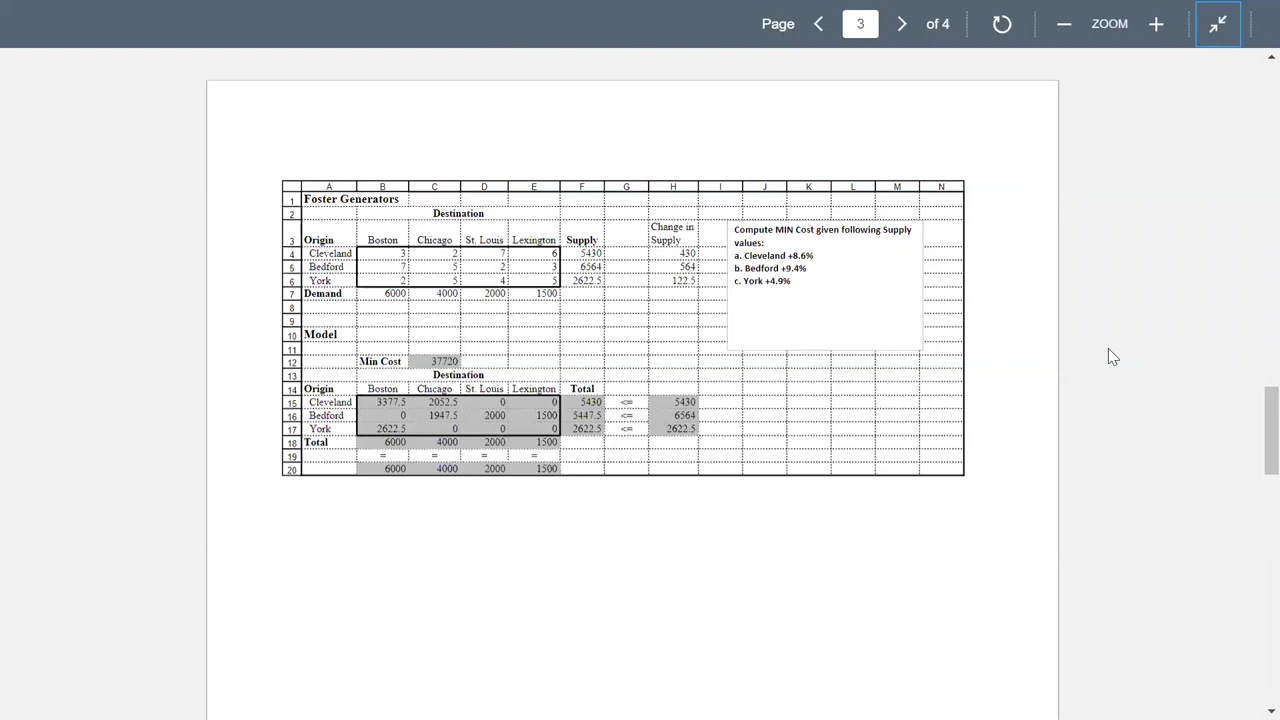 Page 3 of 4 ZOOM
A B C D E F G H I J K L M N
1 Foster Generators
2 Destination
3 Origin Boston Chicago St. Louis Lexington Supply Change in Supply
4 Cleveland 3 2 7 6 5430 430
5 Bedford 7 5 2 3 6564 564
6 York 2 5 4 5 2622.5 122.5
7 Demand 6000 4000 2000 1500
8
9
10 Model
11
12 Min Cost 37720
13 Destination
14 Origin Boston Chicago St. Louis Lexington Total
15 Cleveland 3377.5 2052.5 0 0 5430 <= 5430
16 Bedford 0 1947.5 2000 1500 5447.5 <= 6564
17 York 2622.5 0 0 0 2622.5 <= 2622.5
18 Total 6000 4000 2000 1500
19 = = = =
20 6000 4000 2000 1500
Compute MIN Cost given following Supply
values:
a. Cleveland +8.6%
b. Bedford +9.4%
c. York +4.9%